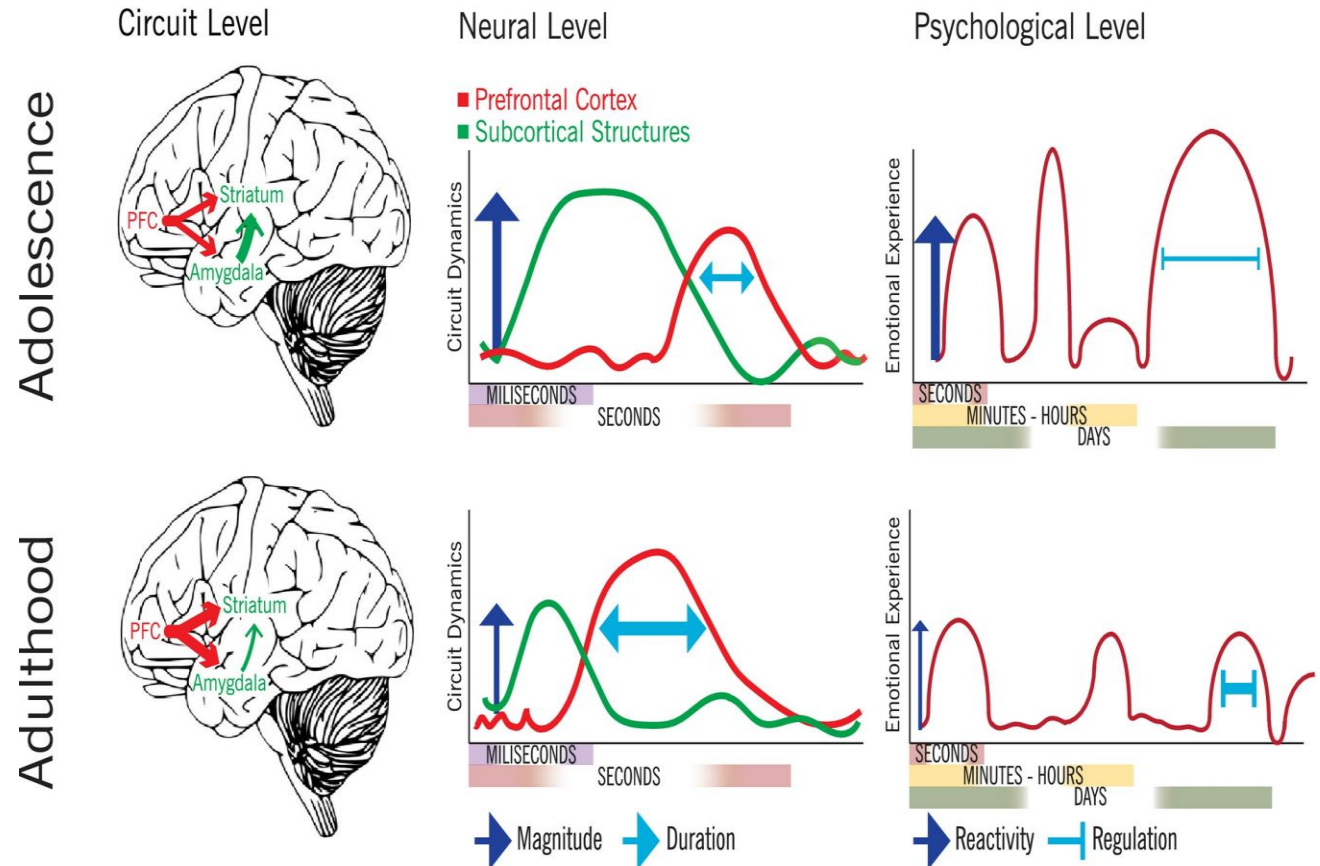 Circuit Level
Neural Level
Psychological Level
Adolescence
PFC
Striatum
Amygdala
Prefrontal Cortex
Subcortical Structures
Circuit Dynamics
MILISECONDS
SECONDS
Emotional Experience
SECONDS
MINUTES - HOURS
DAYS
Adulthood
PFC
Striatum
Amygdala
Circuit Dynamics
MILISECONDS
SECONDS
Emotional Experience
SECONDS
MINUTES - HOURS
DAYS
Magnitude
Duration
Reactivity
Regulation